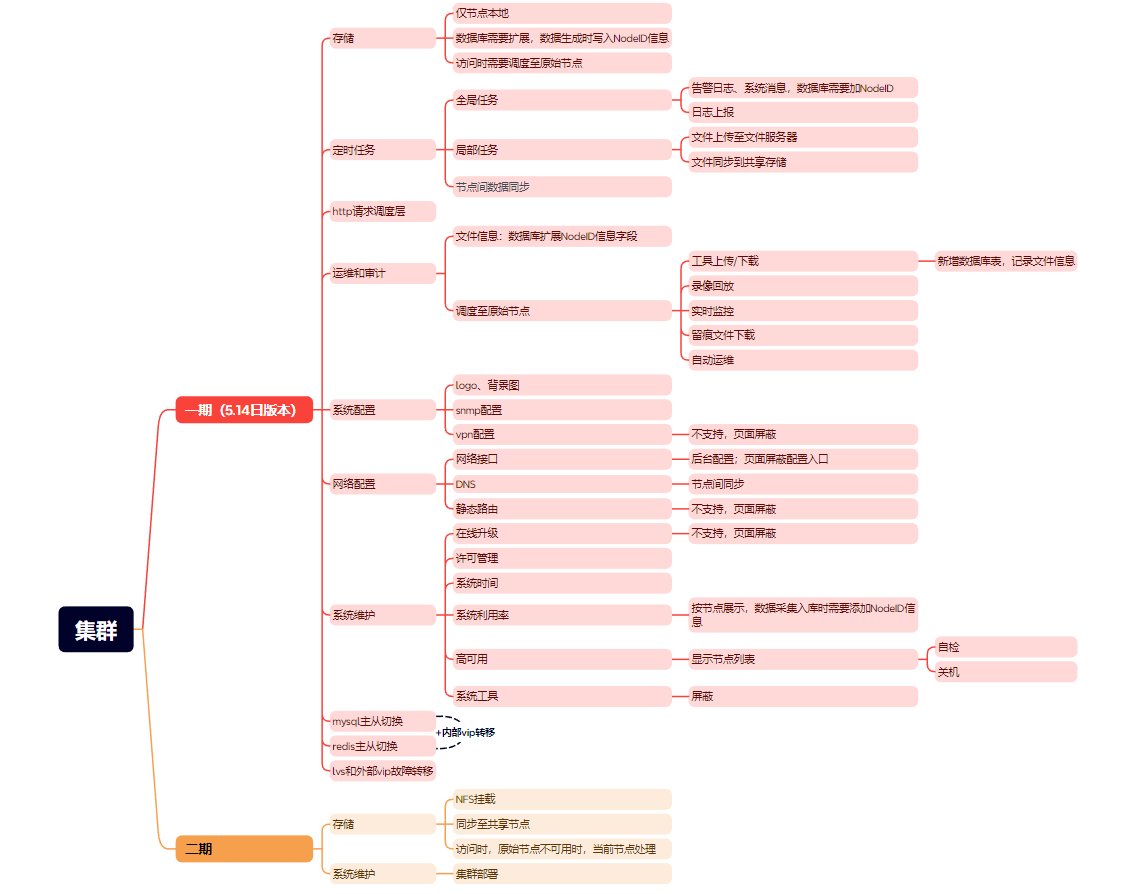 集群
一期（5.14日版本）
存储
仅节点本地
数据库需要扩展，数据生成时写入NodeID信息
访问时需要调度至原始节点
定时任务
全局任务
告警日志、系统消息，数据库需要加NodeID
日志上报
局部任务
文件上传至文件服务器
文件同步到共享存储
节点间数据同步
http请求调度层
运维和审计
文件信息：数据库扩展NodeID信息字段
调度至原始节点
工具上传/下载
新增数据库表，记录文件信息
录像回放
实时监控
留痕文件下载
自动运维
系统配置
logo、背景图
snmp配置
vpn配置
不支持，页面屏蔽
网络配置
网络接口
后台配置；页面屏蔽配置入口
DNS
节点间同步
静态路由
不支持，页面屏蔽
系统维护
在线升级
不支持，页面屏蔽
许可管理
系统时间
系统利用率
按节点展示，数据采集入库时需要添加NodeID信
息
高可用
显示节点列表
自检
关机
系统工具
屏蔽
mysql主从切换
redis主从切换
+内部vip转移
lvs和外部vip故障转移
二期
存储
NFS挂载
同步至共享节点
访问时，原始节点不可用时，当前节点处理
系统维护
集群部署